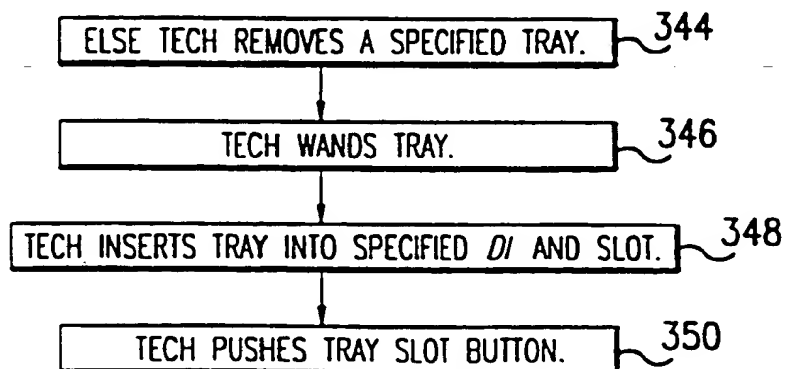 ELSE TECH REMOVES A SPECIFIED TRAY. 344
TECH WANDS TRAY. 346
TECH INSERTS TRAY INTO SPECIFIED DI AND SLOT. 348
TECH PUSHES TRAY SLOT BUTTON. 350